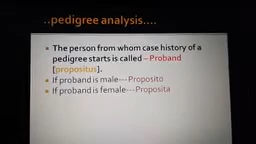 ..pedigree analysis....
The person from whom case history of a
pedigree starts is called – Proband
[propositus].
If proband is male---Proposito
If proband is female---Proposita